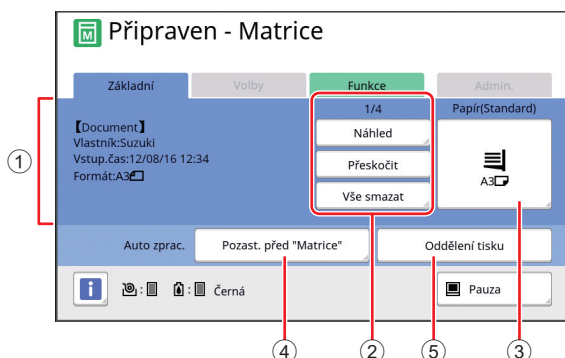 Připraven - Matrice
Základní
Volby
Funkce
Admin.
1/4
Papír(Standard)
【Document】
Vlastník:Suzuki
Vstup.čas:12/08/16 12:34
Formát:A3
Náhled
Přeskočit
Vše smazat
A3
①
Auto zprac.
Pozast. před "Matrice"
Oddělení tisku
Černá
Pauza
④
②
⑤
③